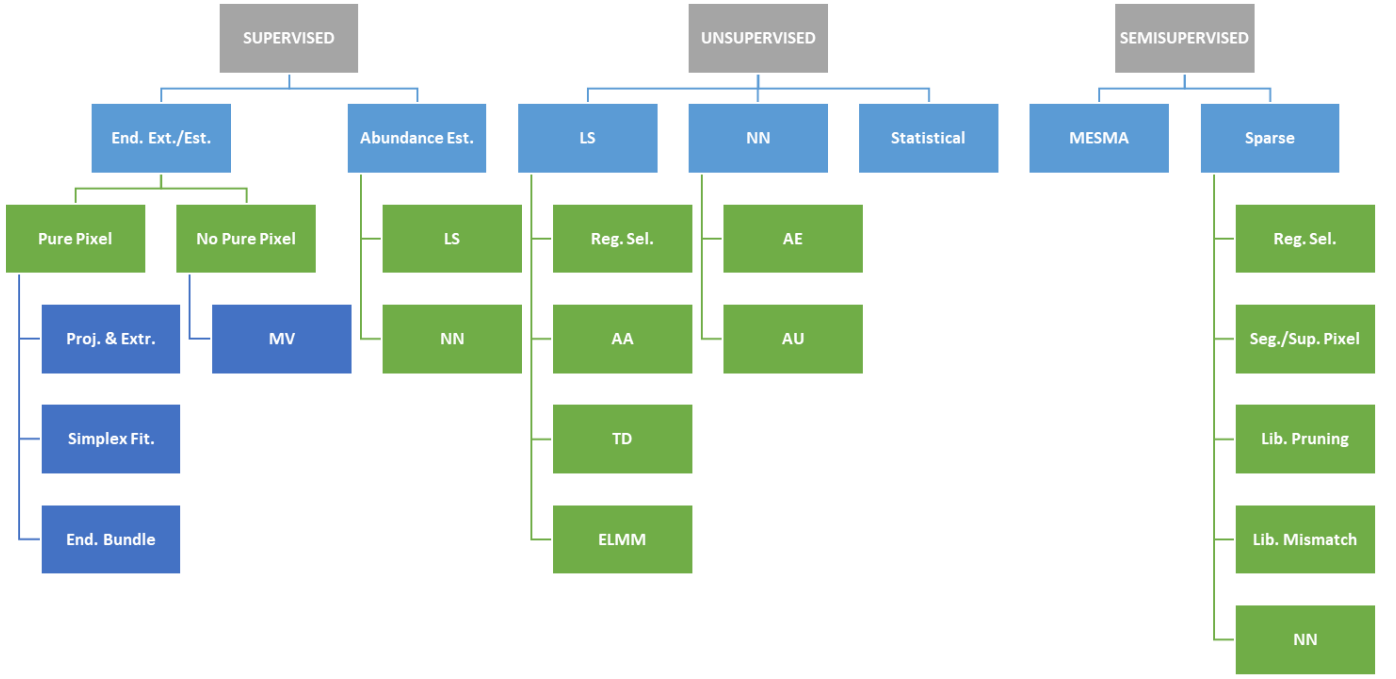 SUPERVISED
UNSUPERVISED
SEMISUPERVISED
End. Ext./Est.
Abundance Est.
LS
NN
Statistical
MESMA
Sparse
Pure Pixel
No Pure Pixel
LS
Reg. Sel.
AE
Reg. Sel.
Proj. & Extr.
MV
NN
AA
AU
Seg./Sup. Pixel
Simplex Fit.
TD
Lib. Pruning
End. Bundle
ELMM
Lib. Mismatch
NN